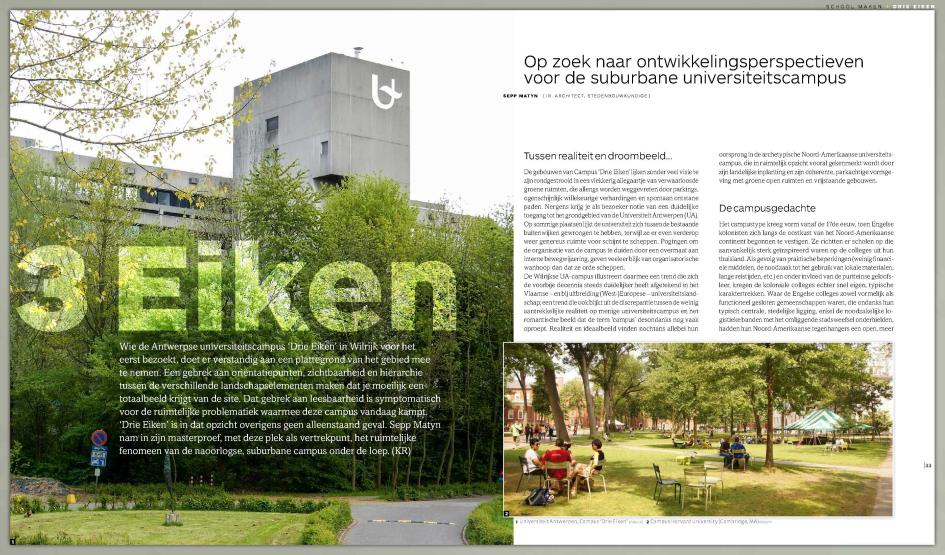 SCHOOL MAKEN • DRIE EIKEN
3 Eiken
Wie de Antwerpse universiteitscampus 'Drie Eiken' in Wilrijk voor het
eerst bezoekt, doet er verstandig aan een plattegrond van het gebied mee
te nemen. Een gebrek aan oriëntatiepunten, zichtbaarheid en hiërarchie
tussen de verschillende landschapselementen maken dat je moeilijk een
totaalbeeld krijgt van de site. Dat gebrek aan leesbaarheid is symptomatisch
voor de ruimtelijke problematiek waarmee deze campus vandaag kampt.
'Drie Eiken' is in dat opzicht overigens geen alleenstaand geval. Sepp Matyn
nam in zijn masterproef, met deze plek als vertrekpunt, het ruimtelijke
fenomeen van de naoorlogse, suburbane campus onder de loep. (KR)
1
Op zoek naar ontwikkelingsperspectieven
voor de suburbane universiteitscampus
SEPP MATYN [IR. ARCHITECT, STEDENBOUWKUNDIGE]
Tussen realiteit en droombeeld...
De gebouwen van Campus 'Drie Eiken' lijken zonder veel visie te
zijn rondgestrooid in een vlekkerig allegaartje van verwaarloosde
groene ruimten, die allengs worden weggevreten door parkings,
ogenschijnlijk willekeurige verhardingen en spontaan ontstane
paden. Nergens krijg je als bezoeker notie van een duidelijke
toegang tot het grondgebied van de Universiteit Antwerpen (UA).
Op sommige plaatsen lijkt de universiteit zich tussen de bestaande
buitenwijken gewrongen te hebben, terwijl ze er even verderop
weer genereus ruimte voor schijnt te scheppen. Pogingen om
de organisatie van de campus te duiden door een overmaat aan
interne bewegwijzering, geven veeleer blijk van organisatorische
wanhoop dan dat ze orde scheppen.
De Wilrijkse UA-campus illustreert daarmee een trend die zich
de voorbije decennia steeds duidelijker heeft afgetekend in het
Vlaamse – en bij uitbreiding (West-)Europese – universiteitsland-
schap, een trend die ook blijkt uit de discrepantie tussen de weinig
aantrekkelijke realiteit op menige universiteitscampus en het
romantische beeld dat de term 'campus' desondanks nog vaak
oproept. Realiteit en ideaalbeeld vinden nochtans allebei hun
oorsprong in de archetypische Noord-Amerikaanse universiteits-
campus, die in ruimtelijk opzicht vooral gekenmerkt wordt door
zijn landelijke inplanting en zijn coherente, parkachtige vormge-
ving met groene open ruimten en vrijstaande gebouwen.
De campusgedachte
Het campustype kreeg vorm vanaf de 17de eeuw, toen Engelse
kolonisten zich langs de oostkust van het Noord-Amerikaanse
continent begonnen te vestigen. Ze richtten er scholen op die
aanvankelijk sterk geïnspireerd waren op de colleges uit hun
thuisland. Als gevolg van praktische beperkingen (weinig financi-
ele middelen, de noodzaak tot het gebruik van lokale materialen,
lange reistijden, etc.) en onder invloed van de puriteinse geloofs-
leer, kregen de koloniale colleges echter snel eigen, typische
karaktertrekken. Waar de Engelse colleges zowel vormelijk als
functioneel gesloten gemeenschappen waren, die ondanks hun
typisch centrale, stedelijke ligging, enkel de noodzakelijke lo-
gistieke banden met het omliggende stadsweefsel onderhielden,
hadden hun Noord-Amerikaanse tegenhangers een open, meer
|33
2
1 Universiteit Antwerpen, Campus 'Drie Eiken' 2 Campus Harvard University (Cambridge, MA)